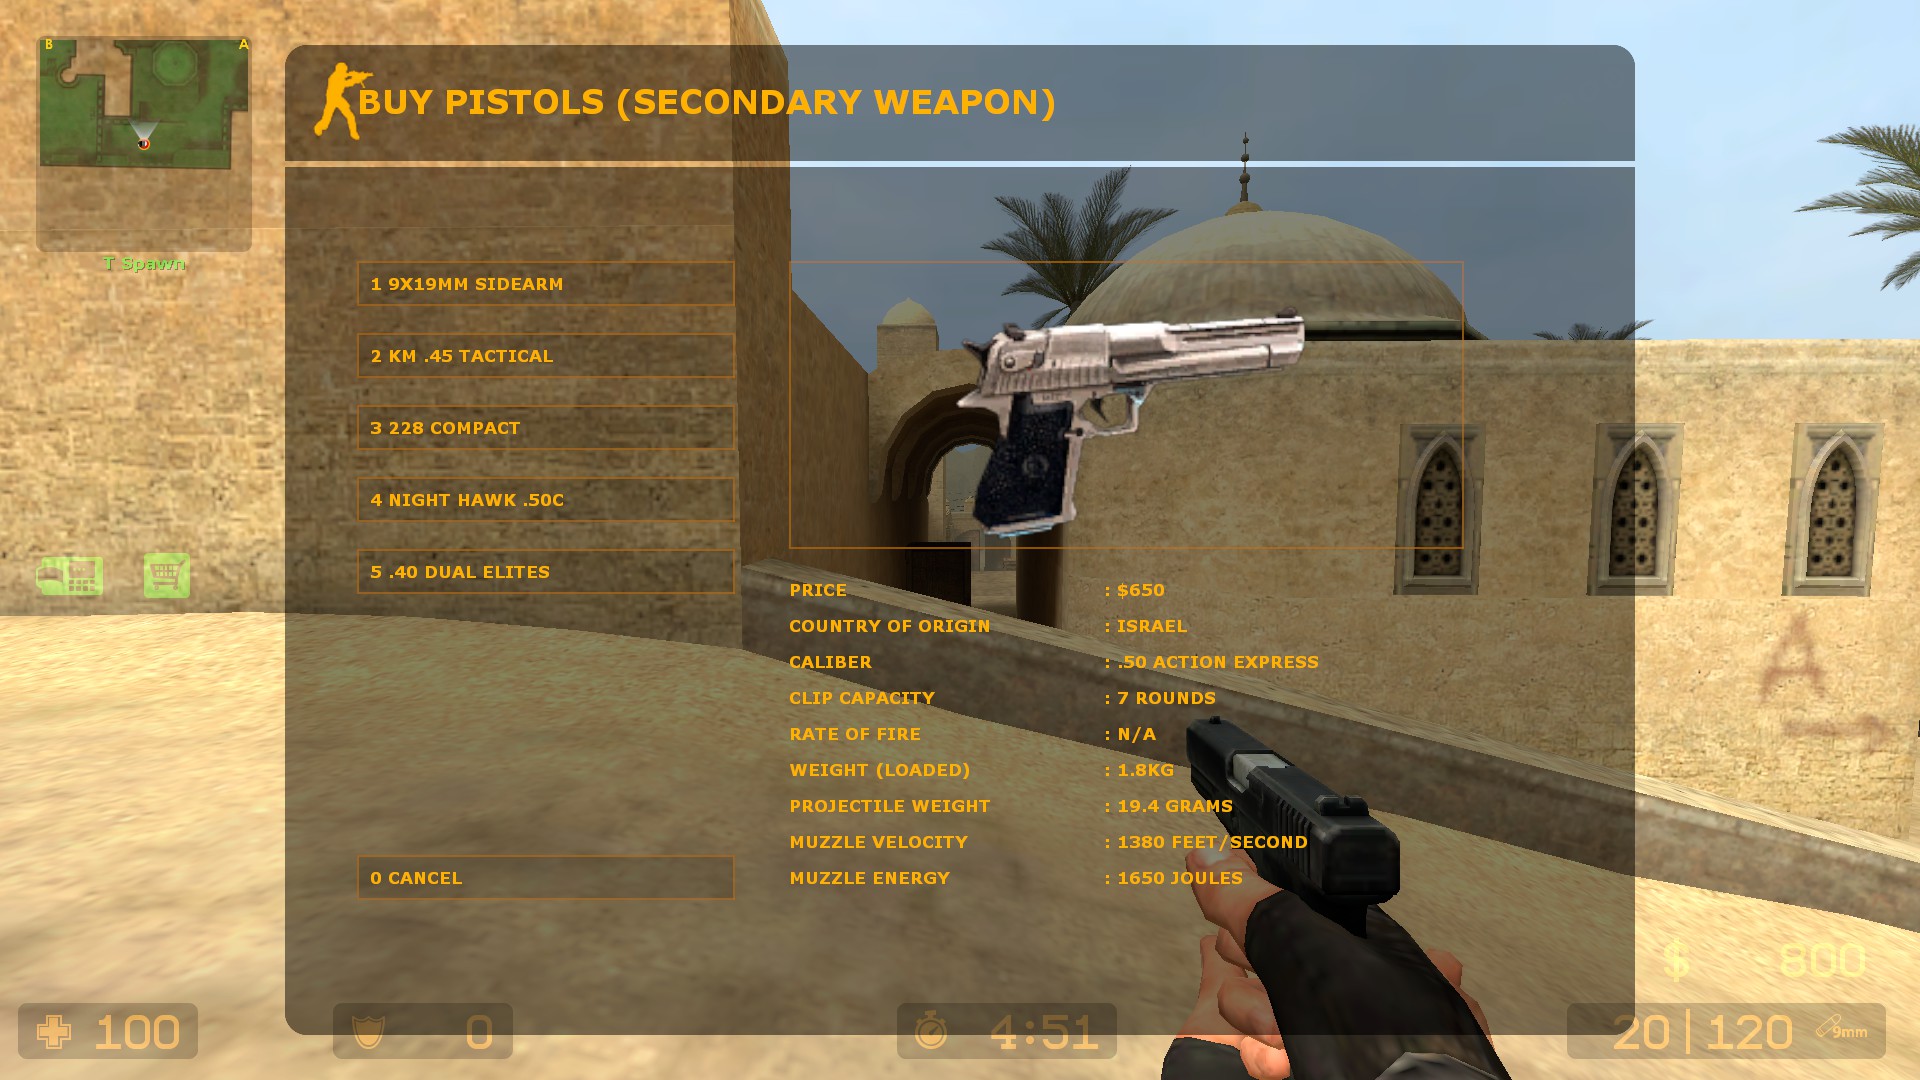 B A
T Spawn
BUY PISTOLS (SECONDARY WEAPON)
1 9X19MM SIDEARM
2 KM .45 TACTICAL
3 228 COMPACT
4 NIGHT HAWK .50C
5 .40 DUAL ELITES
0 CANCEL
PRICE : $650
COUNTRY OF ORIGIN : ISRAEL
CALIBER : .50 ACTION EXPRESS
CLIP CAPACITY : 7 ROUNDS
RATE OF FIRE : N/A
WEIGHT (LOADED) : 1.8KG
PROJECTILE WEIGHT : 19.4 GRAMS
MUZZLE VELOCITY : 1380 FEET/SECOND
MUZZLE ENERGY : 1650 JOULES
A
$ 800
100
0
4:51
20|120 9mm